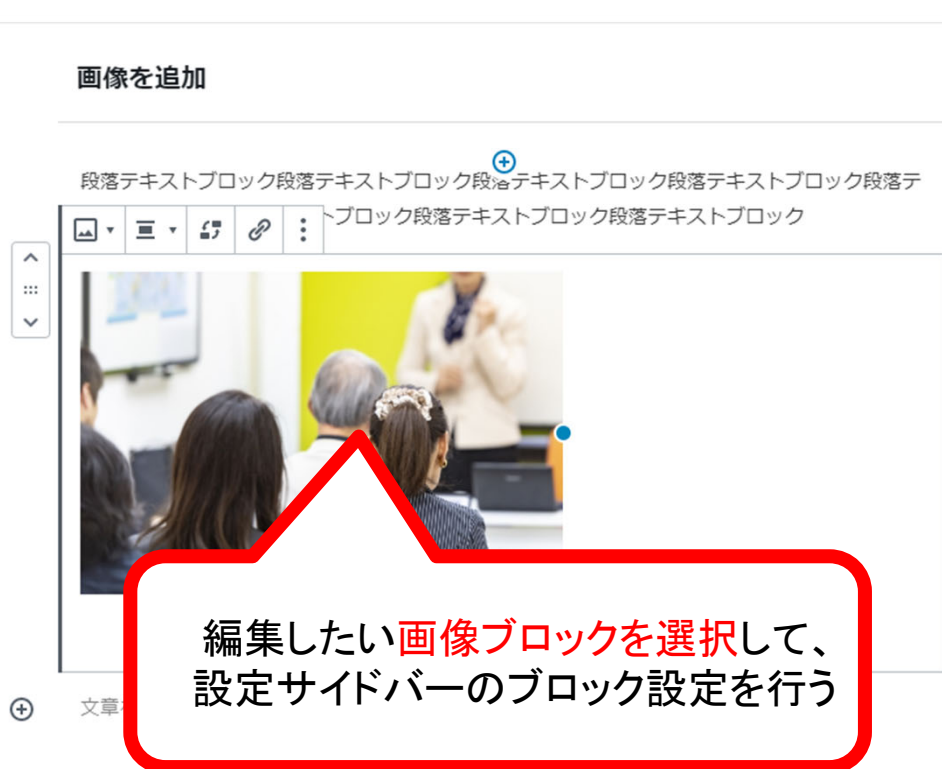 画像を追加
段落テキストブロック段落テキストブロック段落テキストブロック段落テキストブロック段落テ
ブロック段落テキストブロック段落テキストブロック
編集したい画像ブロックを選択して、
設定サイドバーのブロック設定を行う
文章